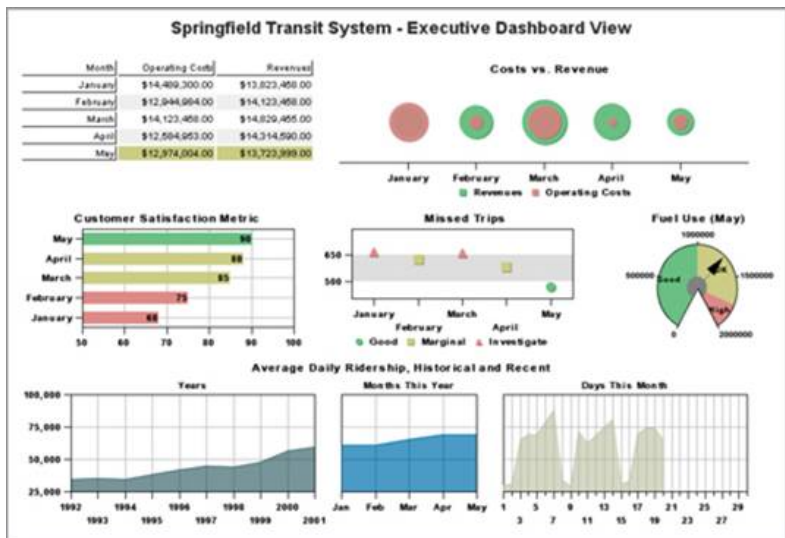 Springfield Transit System - Executive Dashboard View
Month Operating Costs Revenues
January $14,489,300.00 $13,823,468.00
February $12,944,984.00 $14,123,468.00
March $14,123,468.00 $14,829,465.00
April $12,584,953.00 $14,314,590.00
May $12,974,004.00 $13,723,999.00
Costs vs. Revenue
January February March April May
Revenues Operating Costs
Customer Satisfaction Metric
May 90
April 88
March 85
February 75
January 68
50 60 70 80 90 100
Missed Trips
650
500
January March May
February April
Good Marginal Investigate
Fuel Use (May)
1000000
500000 1500000
Good OK
High
0 2000000
Average Daily Ridership, Historical and Recent
Years Months This Year Days This Month
100,000
75,000
50,000
25,000
1992 1994 1996 1998 2000
1993 1995 1997 1999 2001
Jan Feb Mar Apr May
1 5 9 13 17 21 25 29
3 7 11 15 19 23 27